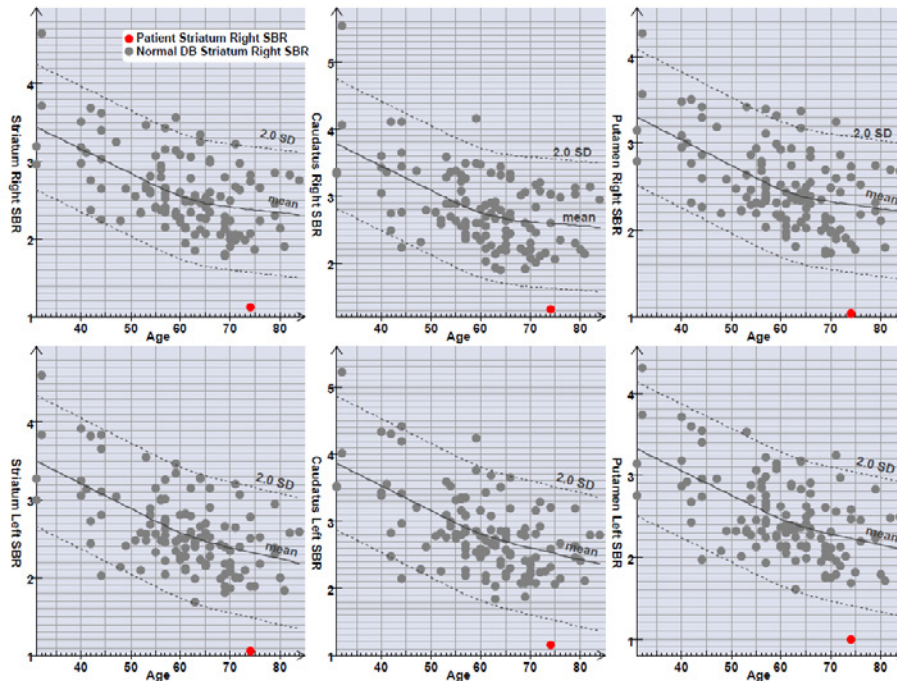 Patient Striatum Right SBR
Normal DB Striatum Right SBR
Striatum Right SBR
4
3
2
1
2.0 SD
mean
40 50 60 70 80
Age
Caudatus Right SBR
5
4
3
2
2.0 SD
mean
40 50 60 70 80
Age
Putamen Right SBR
4
3
2
1
2.0 SD
mean
40 50 60 70 80
Age
Striatum Left SBR
4
3
2
1
2.0 SD
mean
40 50 60 70 80
Age
Caudatus Left SBR
5
4
3
2
1
2.0 SD
mean
40 50 60 70 80
Age
Putamen Left SBR
4
3
2
1
2.0 SD
mean
40 50 60 70 80
Age